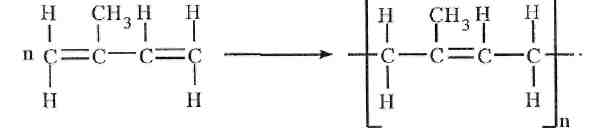 H CH3 H H H CH3 H H
n C=C—C=C → —C—C=C—C—
H H H H
n